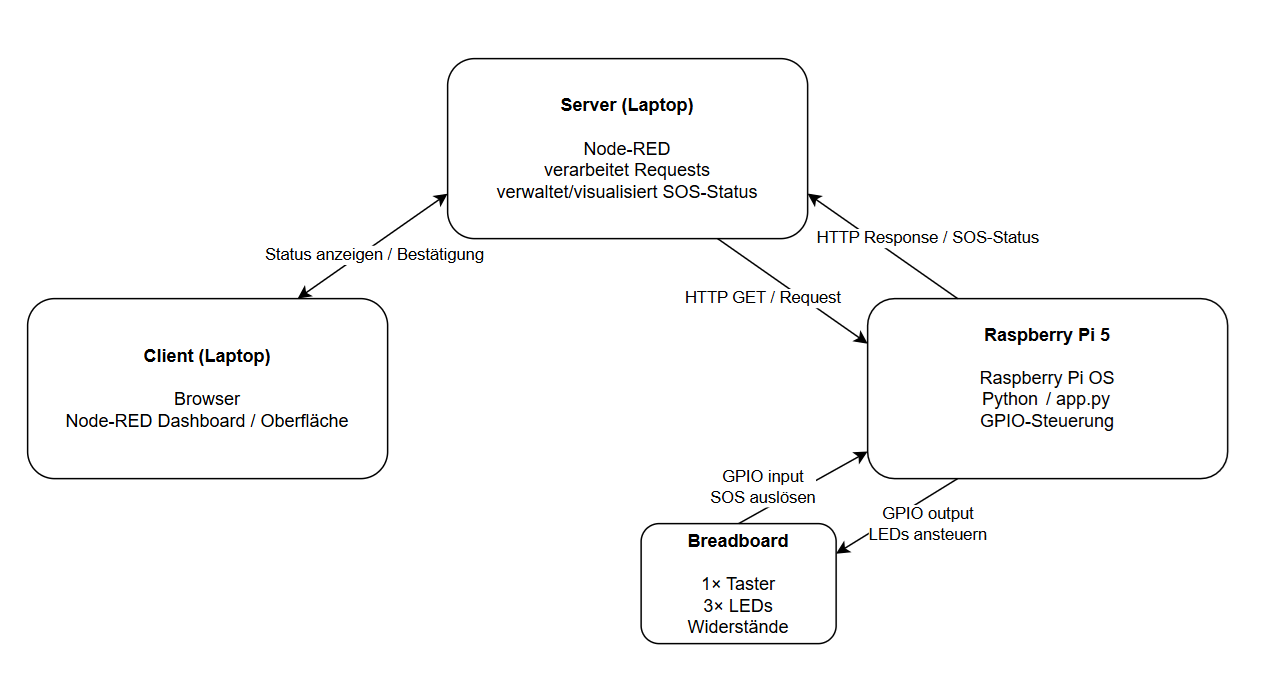 Server (Laptop)
Node-RED
verarbeitet Requests
verwaltet/visualisiert SOS-Status
Status anzeigen / Bestätigung
HTTP Response / SOS-Status
HTTP GET / Request
Client (Laptop)
Browser
Node-RED Dashboard / Oberfläche
Raspberry Pi 5
Raspberry Pi OS
Python / app.py
GPIO-Steuerung
GPIO input
SOS auslösen
GPIO output
LEDs ansteuern
Breadboard
1× Taster
3× LEDs
Widerstände